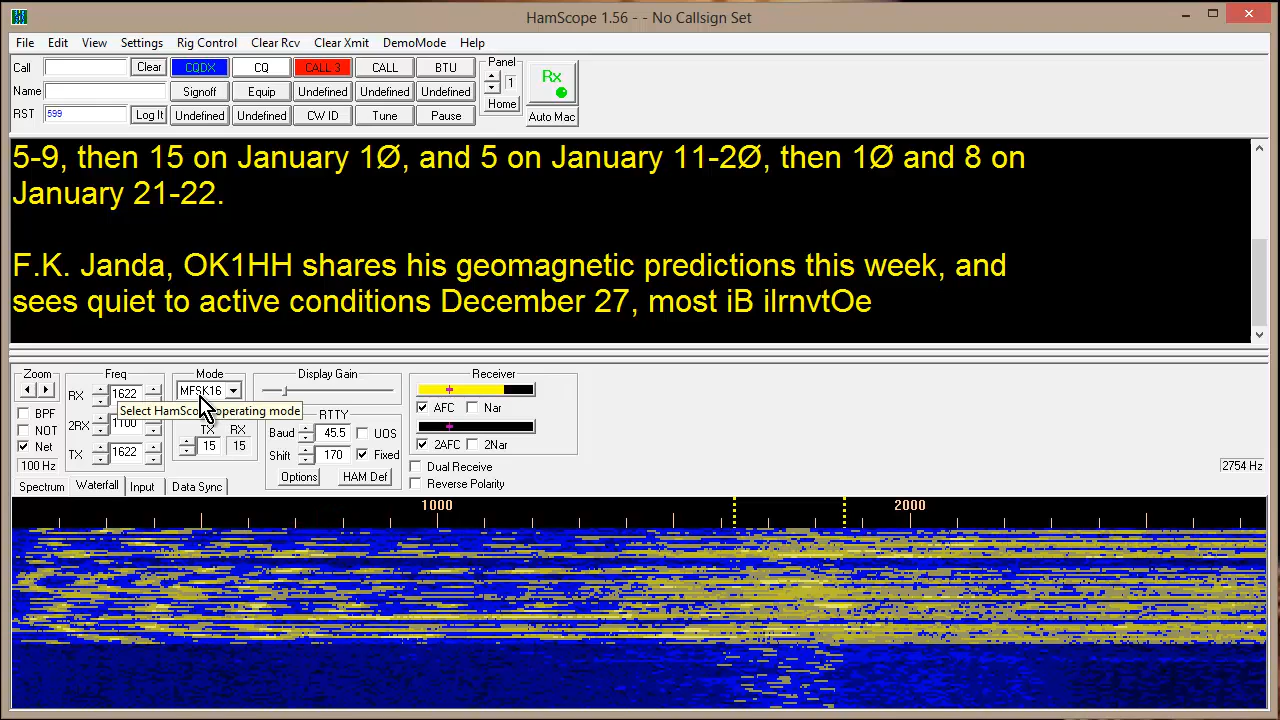 HamScope 1.56 - - No Callsign Set
File Edit View Settings Rig Control Clear Rcv Clear Xmit DemoMode Help
Call Clear CQDX CQ CALL 3 CALL BTU Panel 1 Rx
Name Signoff Equip Undefined Undefined Undefined Home
RST 599 Log It Undefined Undefined CW ID Tune Pause Auto Mac
5-9, then 15 on January 1Ø, and 5 on January 11-2Ø, then 1Ø and 8 on
January 21-22.
F.K. Janda, OK1HH shares his geomagnetic predictions this week, and
sees quiet to active conditions December 27, most iB ilrnvtOe
Zoom Freq Mode Display Gain Receiver
RX 1622 MFSK16
BPF Select HamScope operating mode RTTY AFC Nar
NOT 2RX 1100 TX RX Baud 45.5 UOS
Net TX 1622 15 15 Shift 170 Fixed 2AFC 2Nar
100 Hz Dual Receive 2754 Hz
Options HAM Def Reverse Polarity
Spectrum Waterfall Input Data Sync
1000 2000